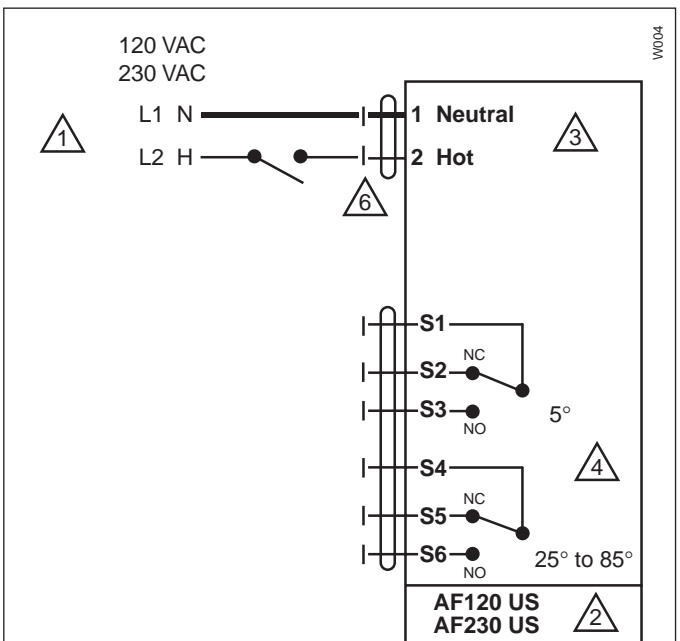 W004
120 VAC
230 VAC
L1 N
1 Neutral
1
3
L2 H
2 Hot
6
S1
NC
S2
S3
NO
5°
S4
4
NC
S5
S6
NO
25° to 85°
AF120 US
AF230 US
2